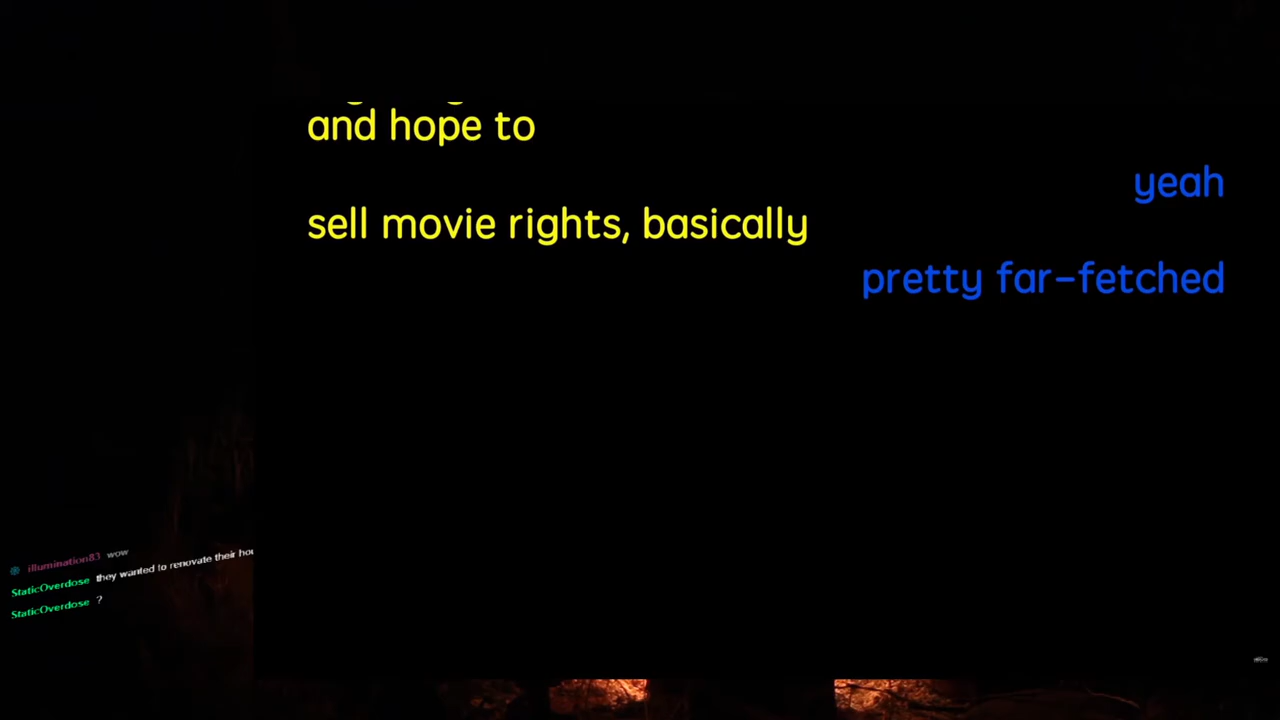 and hope to
yeah
sell movie rights, basically
pretty far-fetched
illumination83 wow
StaticOverdose they wanted to renovate their hou
StaticOverdose ?